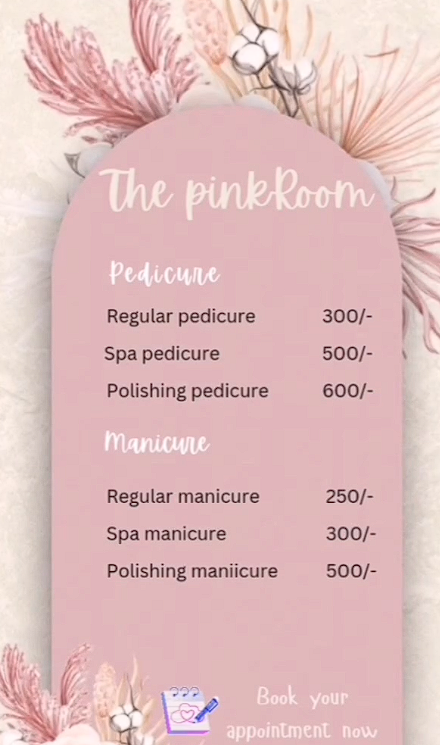 The pinkRoom
Pedicure
Regular pedicure 300/-
Spa pedicure 500/-
Polishing pedicure 600/-
Manicure
Regular manicure 250/-
Spa manicure 300/-
Polishing maniicure 500/-
Book your
appointment now